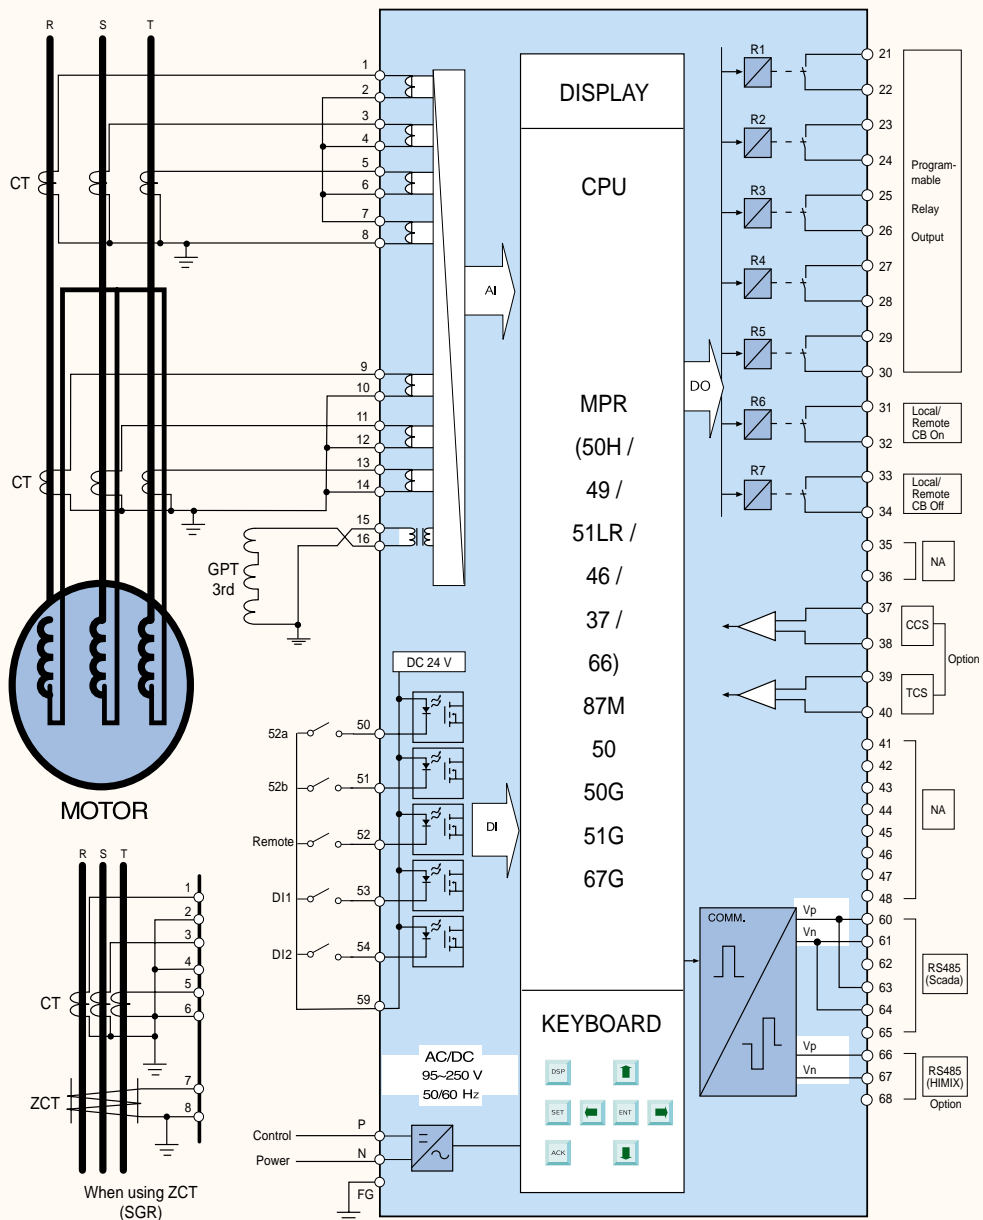 R S T
1
2
3
4
5
6
7
8
CT
9
10
11
12
13
14
CT
15
16
GPT
3rd
MOTOR
DC 24 V
52a
50
52b
51
Remote
52
DI1
53
DI2
54
59
AC/DC
95~250 V
50/60 Hz
Control
P
Power
N
FG
R S T
1
2
3
4
5
6
CT
7
8
ZCT
When using ZCT
(SGR)
AI
DI
DO
DISPLAY
CPU
MPR
(50H /
49 /
51LR /
46 /
37 /
66)
87M
50
50G
51G
67G
KEYBOARD
DSP
SET
ENT
ACK
R1
R2
R3
R4
R5
R6
R7
21
22
23
24
25
26
27
28
29
30
Program-
mable
Relay
Output
31
32
Local/
Remote
CB On
33
34
Local/
Remote
CB Off
35
36
NA
37
38
CCS
39
40
TCS
Option
41
42
43
44
45
46
47
48
NA
COMM.
Vp
Vn
60
61
62
63
64
65
RS485
(Scada)
Vp
Vn
66
67
68
RS485
(HIMIX)
Option